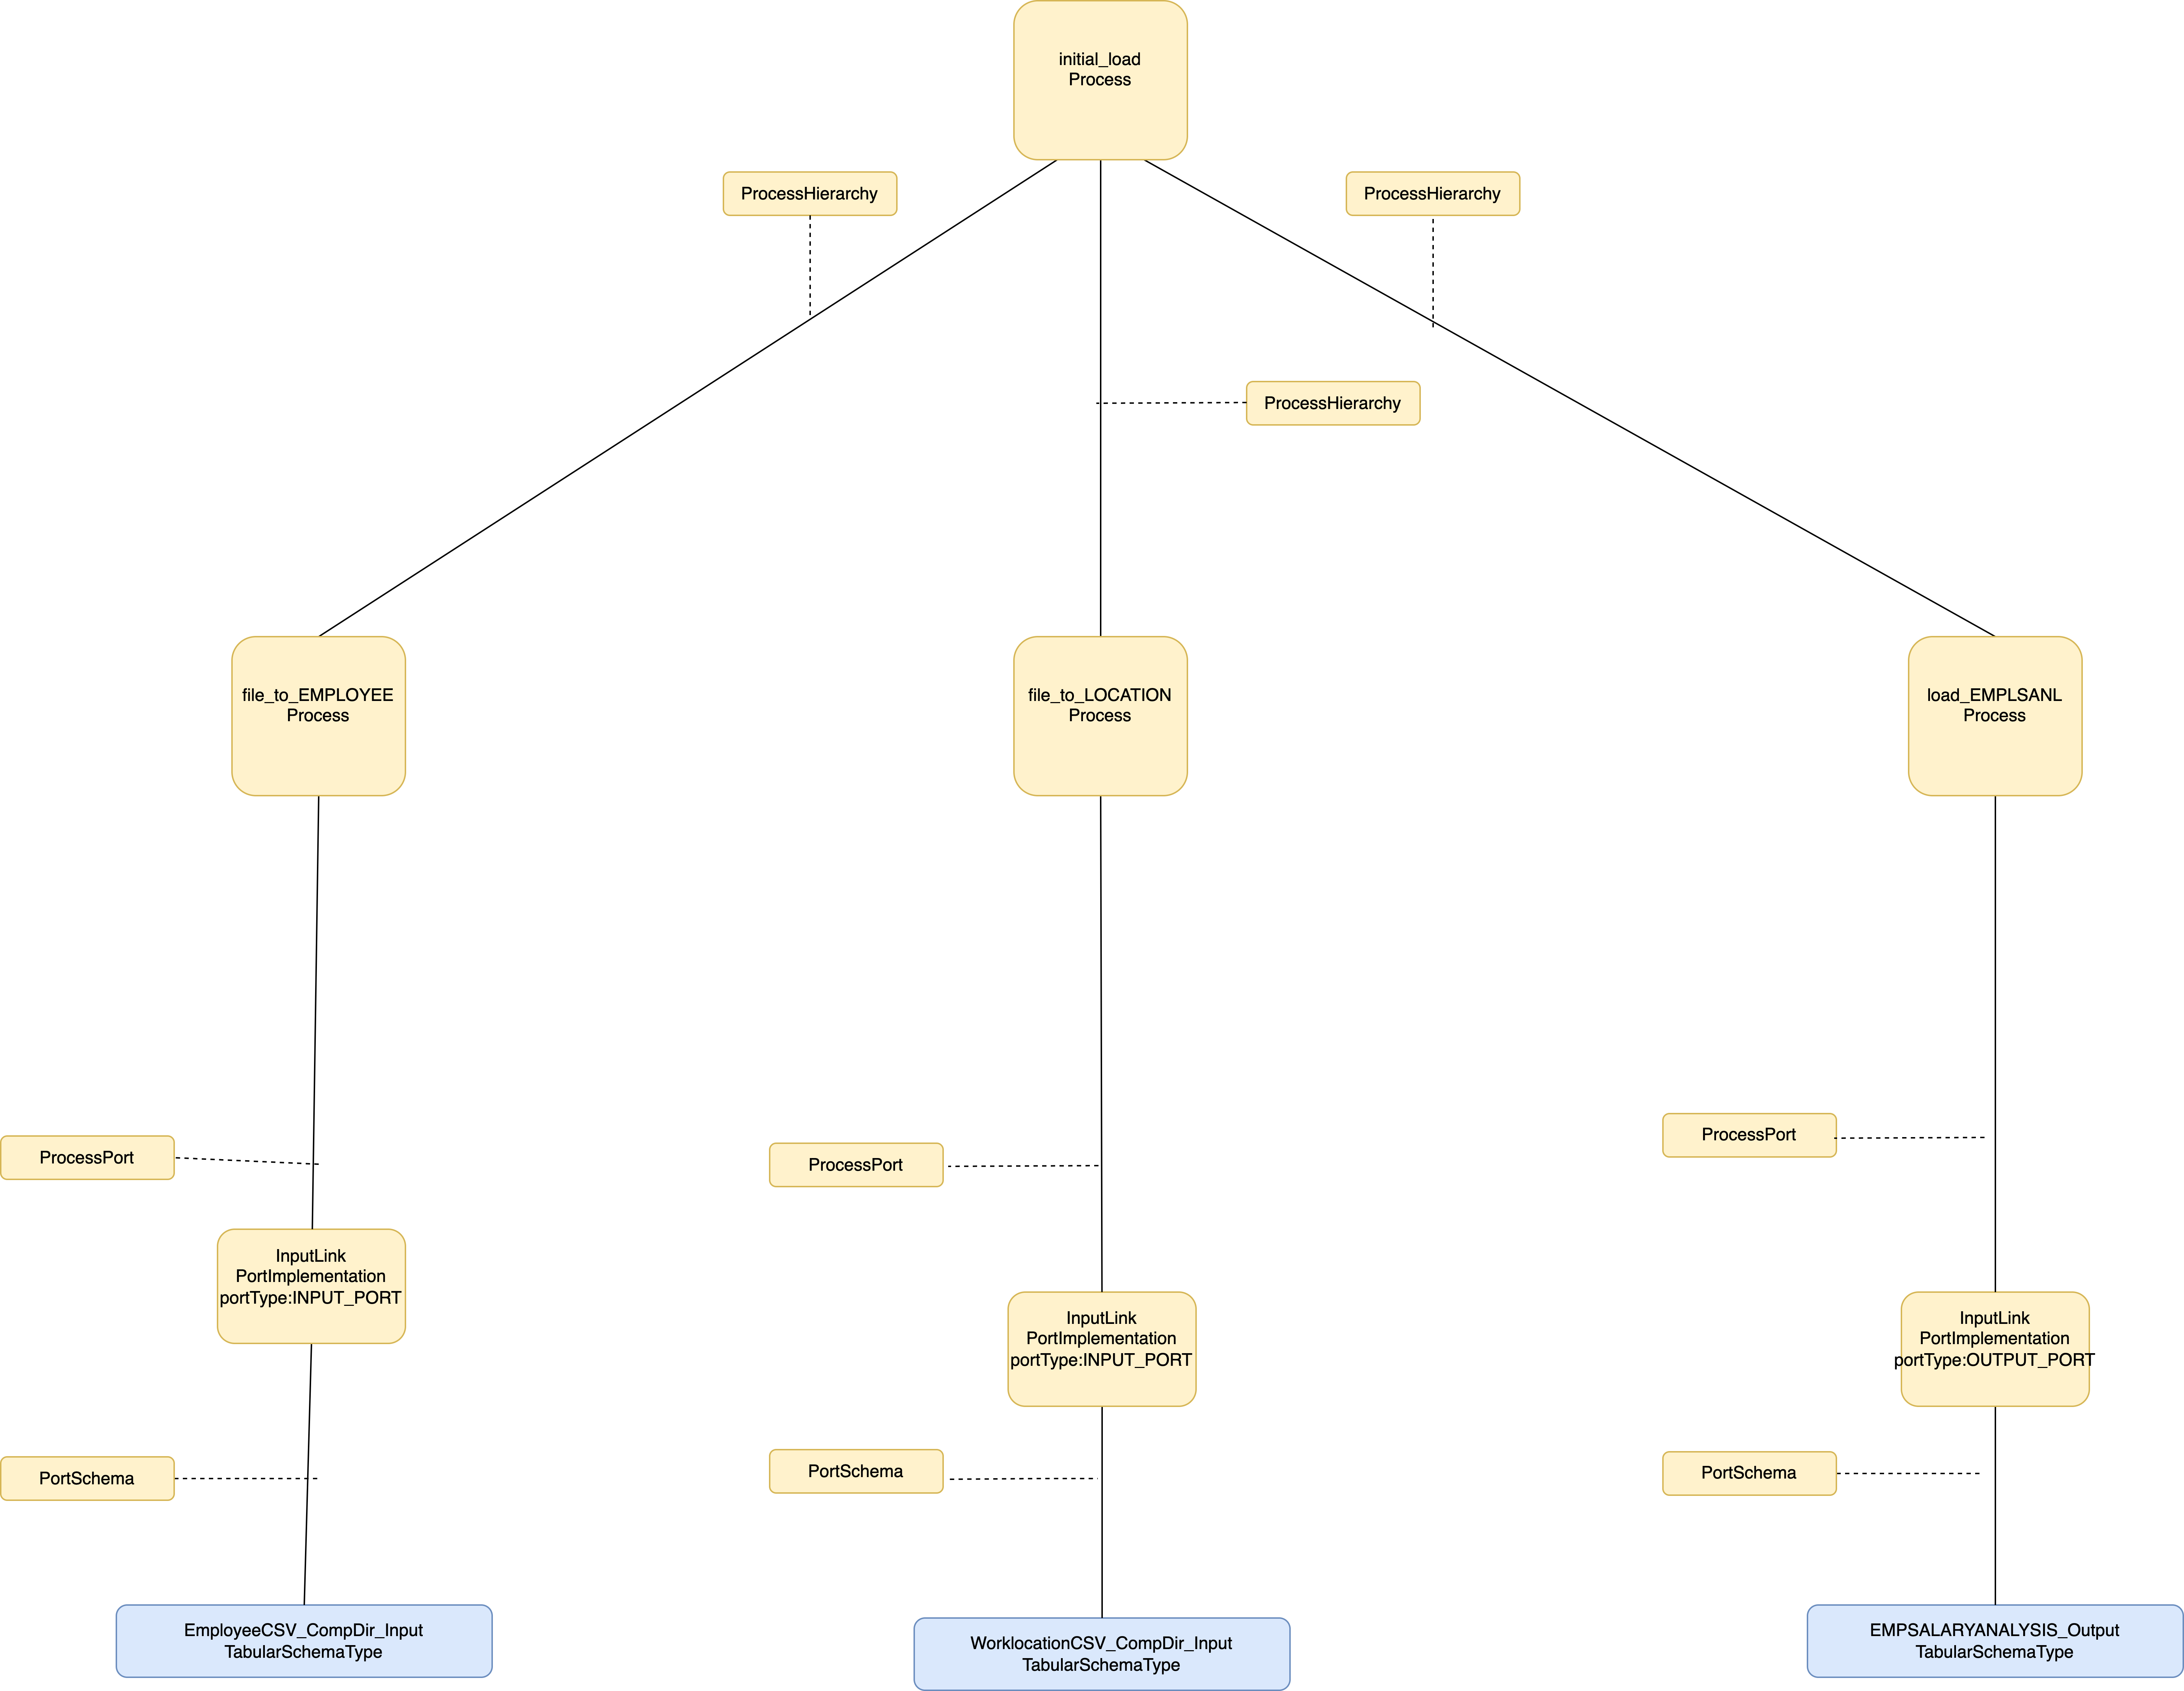 initial_load
Process
ProcessHierarchy
ProcessHierarchy
ProcessHierarchy
file_to_EMPLOYEE
Process
file_to_LOCATION
Process
load_EMPLSANL
Process
ProcessPort
ProcessPort
ProcessPort
InputLink
PortImplementation
portType:INPUT_PORT
InputLink
PortImplementation
portType:INPUT_PORT
InputLink
PortImplementation
portType:OUTPUT_PORT
PortSchema
PortSchema
PortSchema
EmployeeCSV_CompDir_Input
TabularSchemaType
WorklocationCSV_CompDir_Input
TabularSchemaType
EMPSALARYANALYSIS_Output
TabularSchemaType